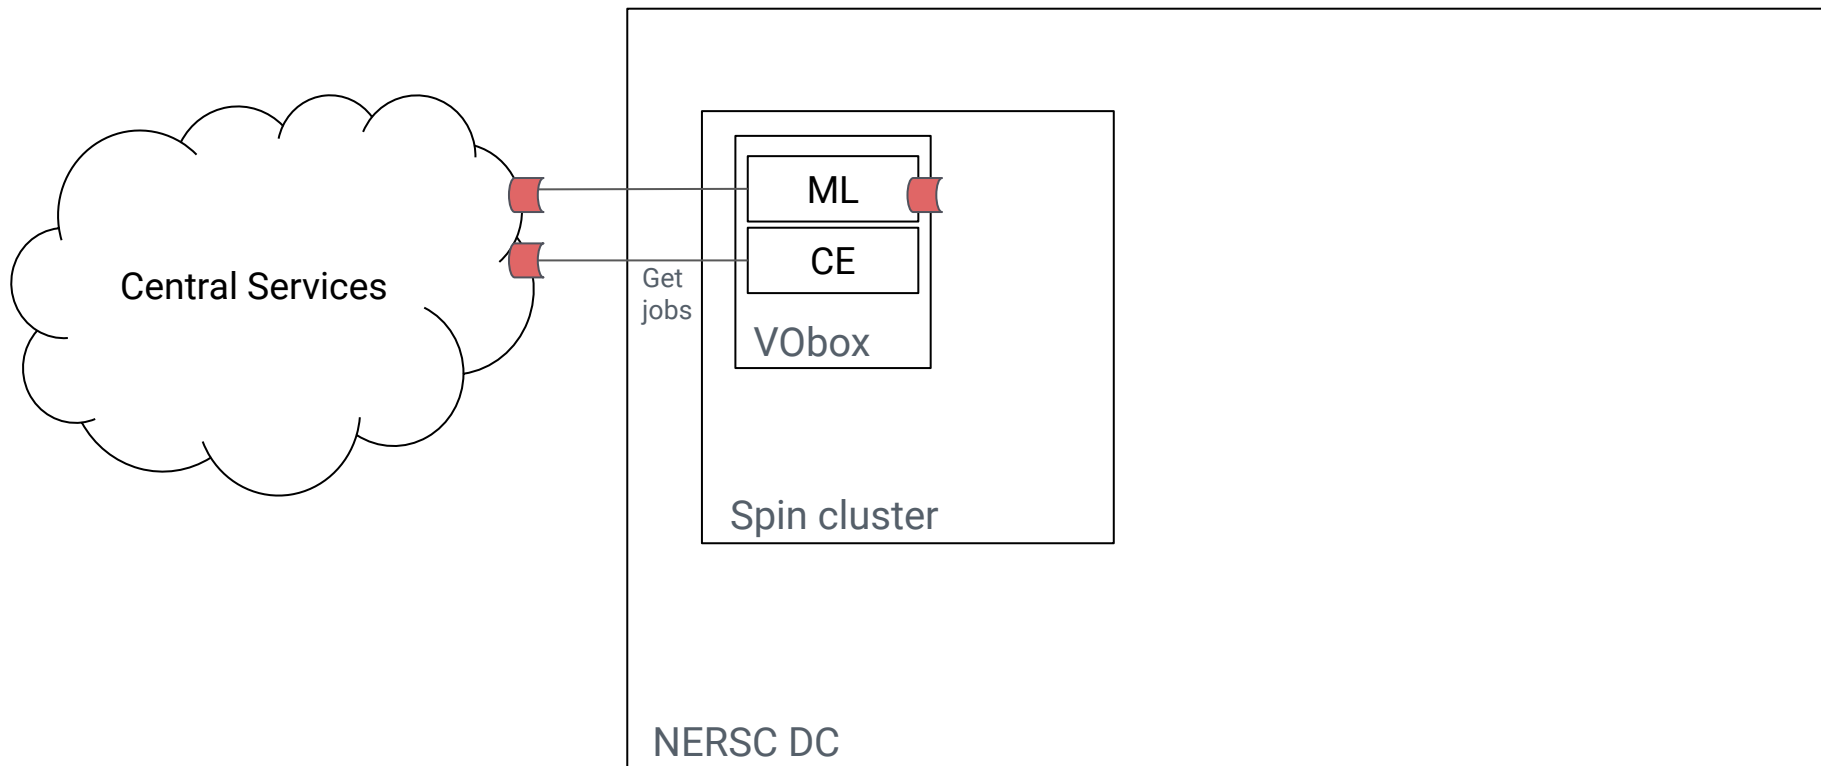 ML
CE
Central Services
Get
jobs
VObox
Spin cluster
NERSC DC